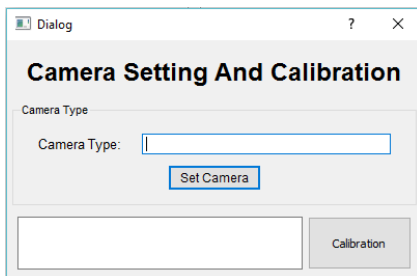 Dialog
?
Camera Setting And Calibration
Camera Type
Camera Type:
Set Camera
Calibration